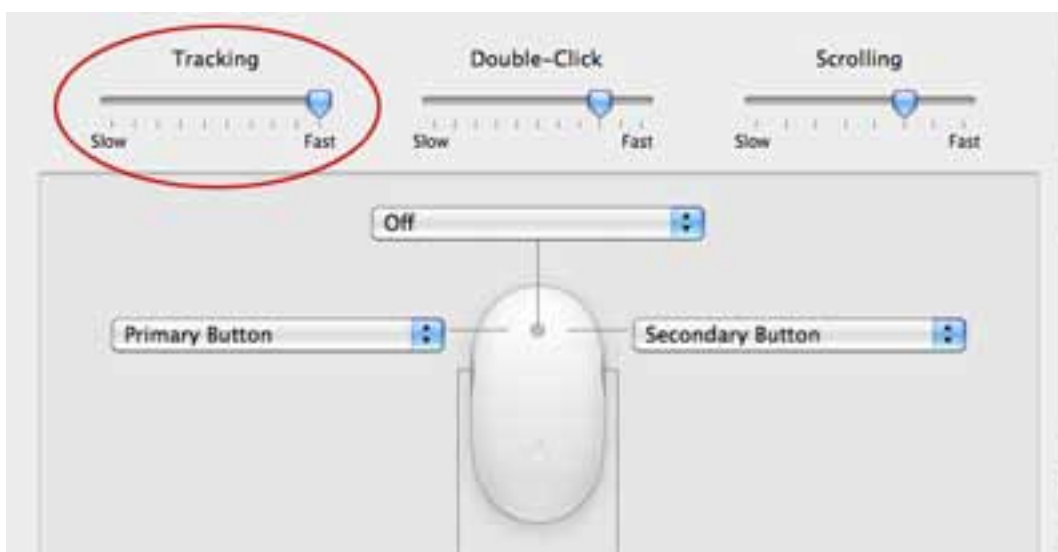 Tracking Double-Click Scrolling
Slow Fast Slow Fast Slow Fast
Off
Primary Button Secondary Button